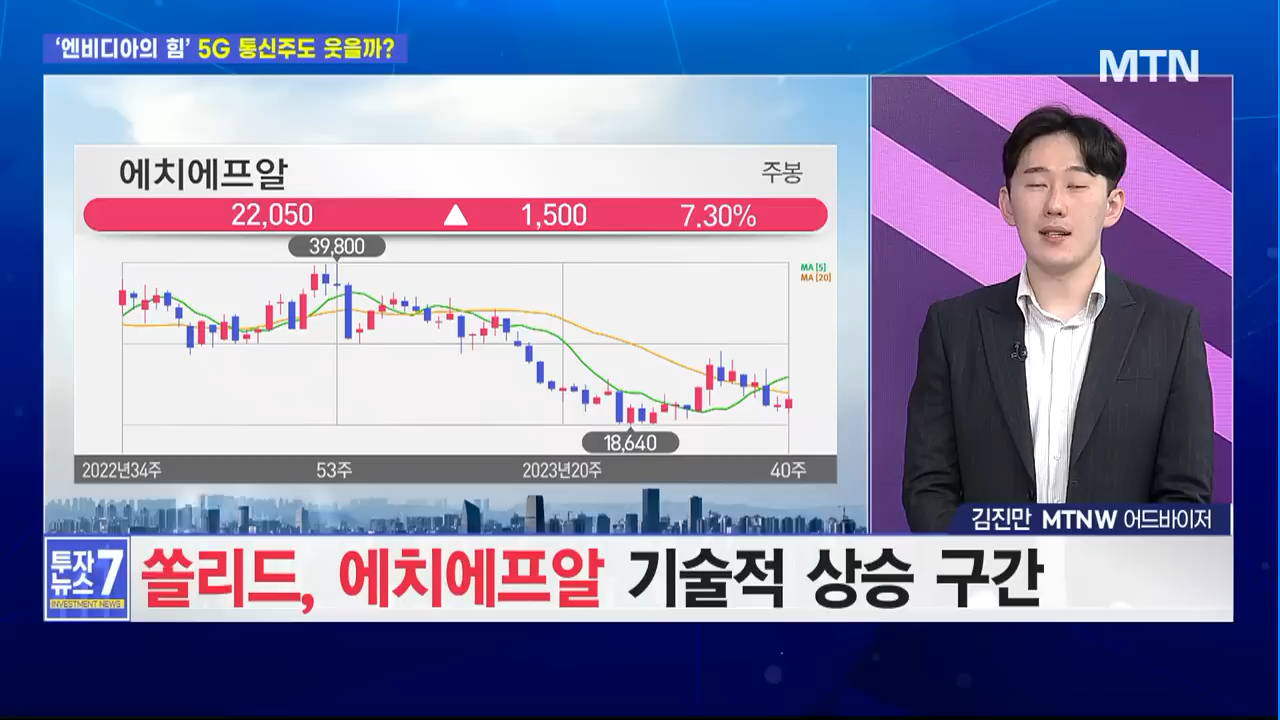 ‘엔비디아의 힘’ 5G 통신주도 웃을까?
MTN
에치에프알
주봉
22,050 ▲ 1,500 7.30%
39,800
MA [5]
MA [20]
18,640
2022년34주 53주 2023년20주 40주
김진만 MTNW 어드바이저
투자
뉴스 7
INVESTMENT NEWS
쏠리드, 에치에프알 기술적 상승 구간